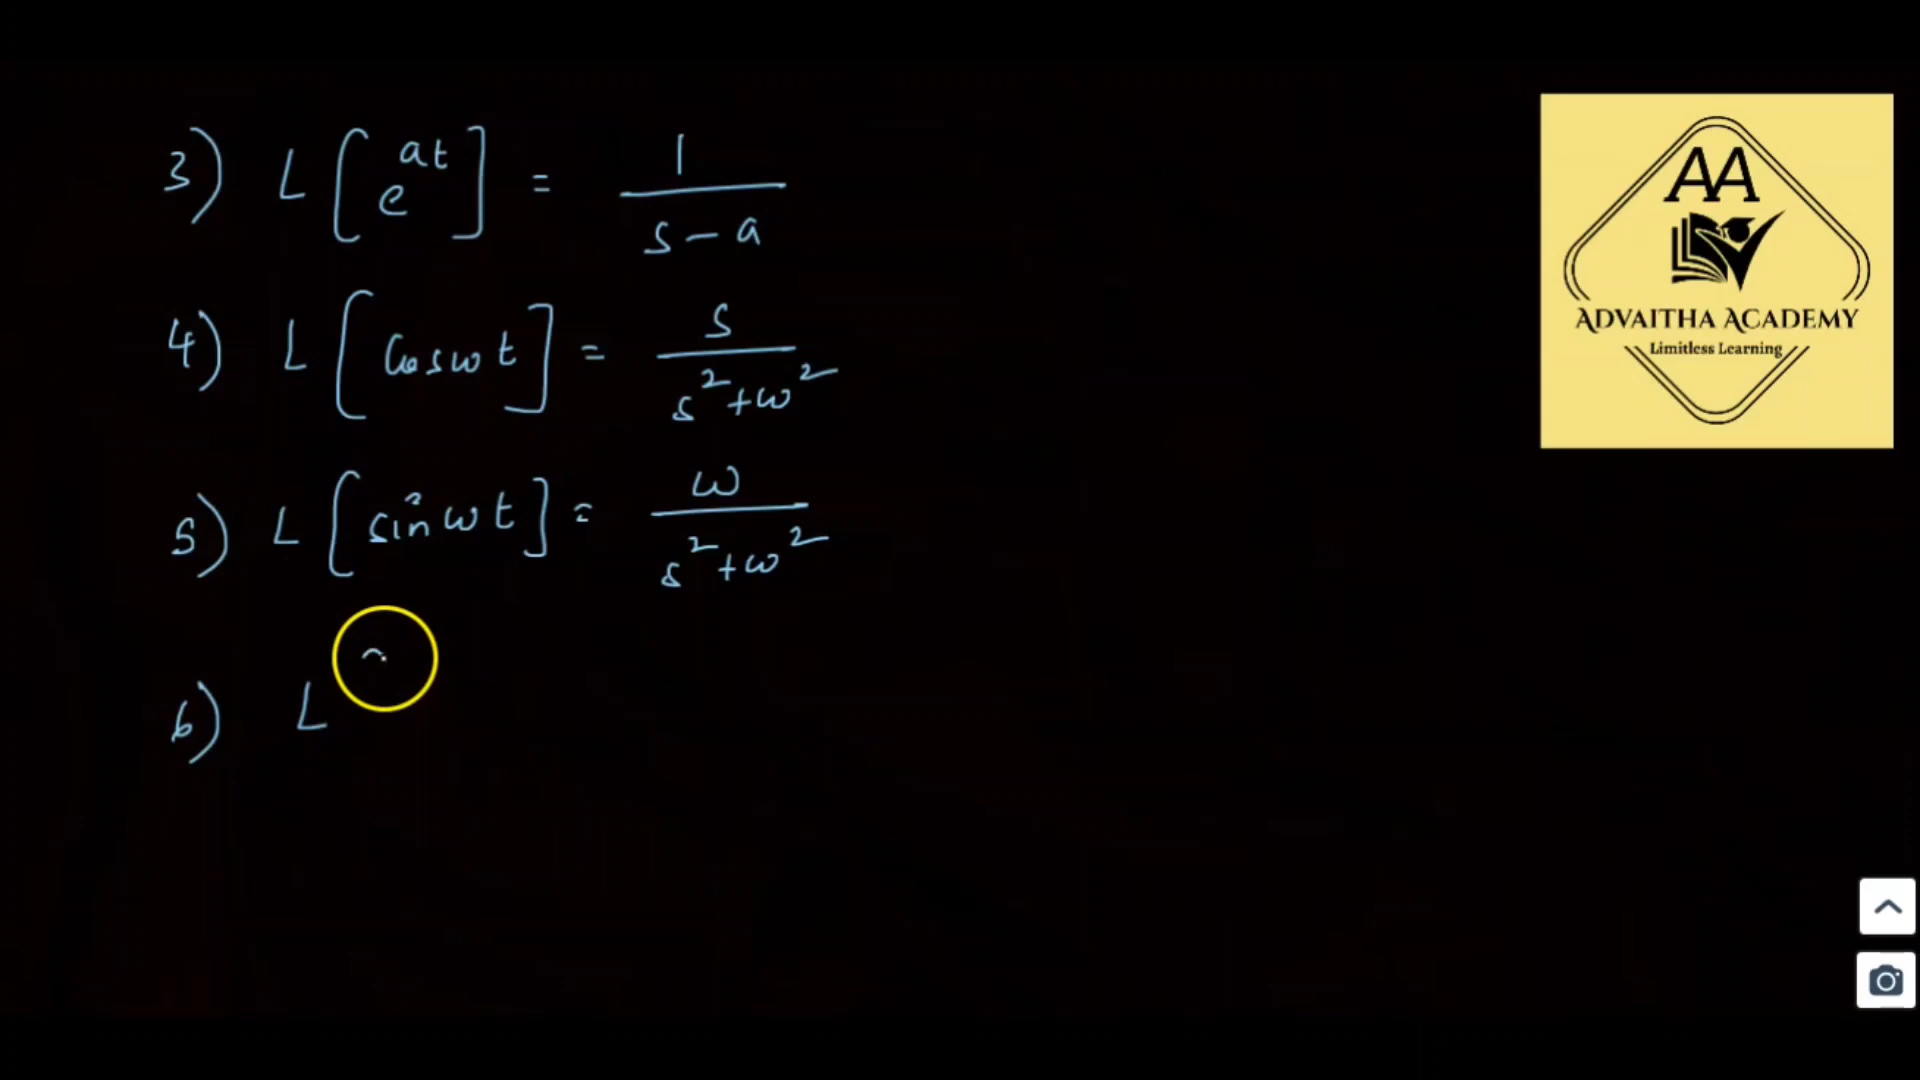 3) L[e^{at}] = 1/(s-a)
4) L[cos ωt] = s/(s²+ω²)
5) L[sin ωt] = ω/(s²+ω²)
6) L
AA
ADVAITHA ACADEMY
Limitless Learning